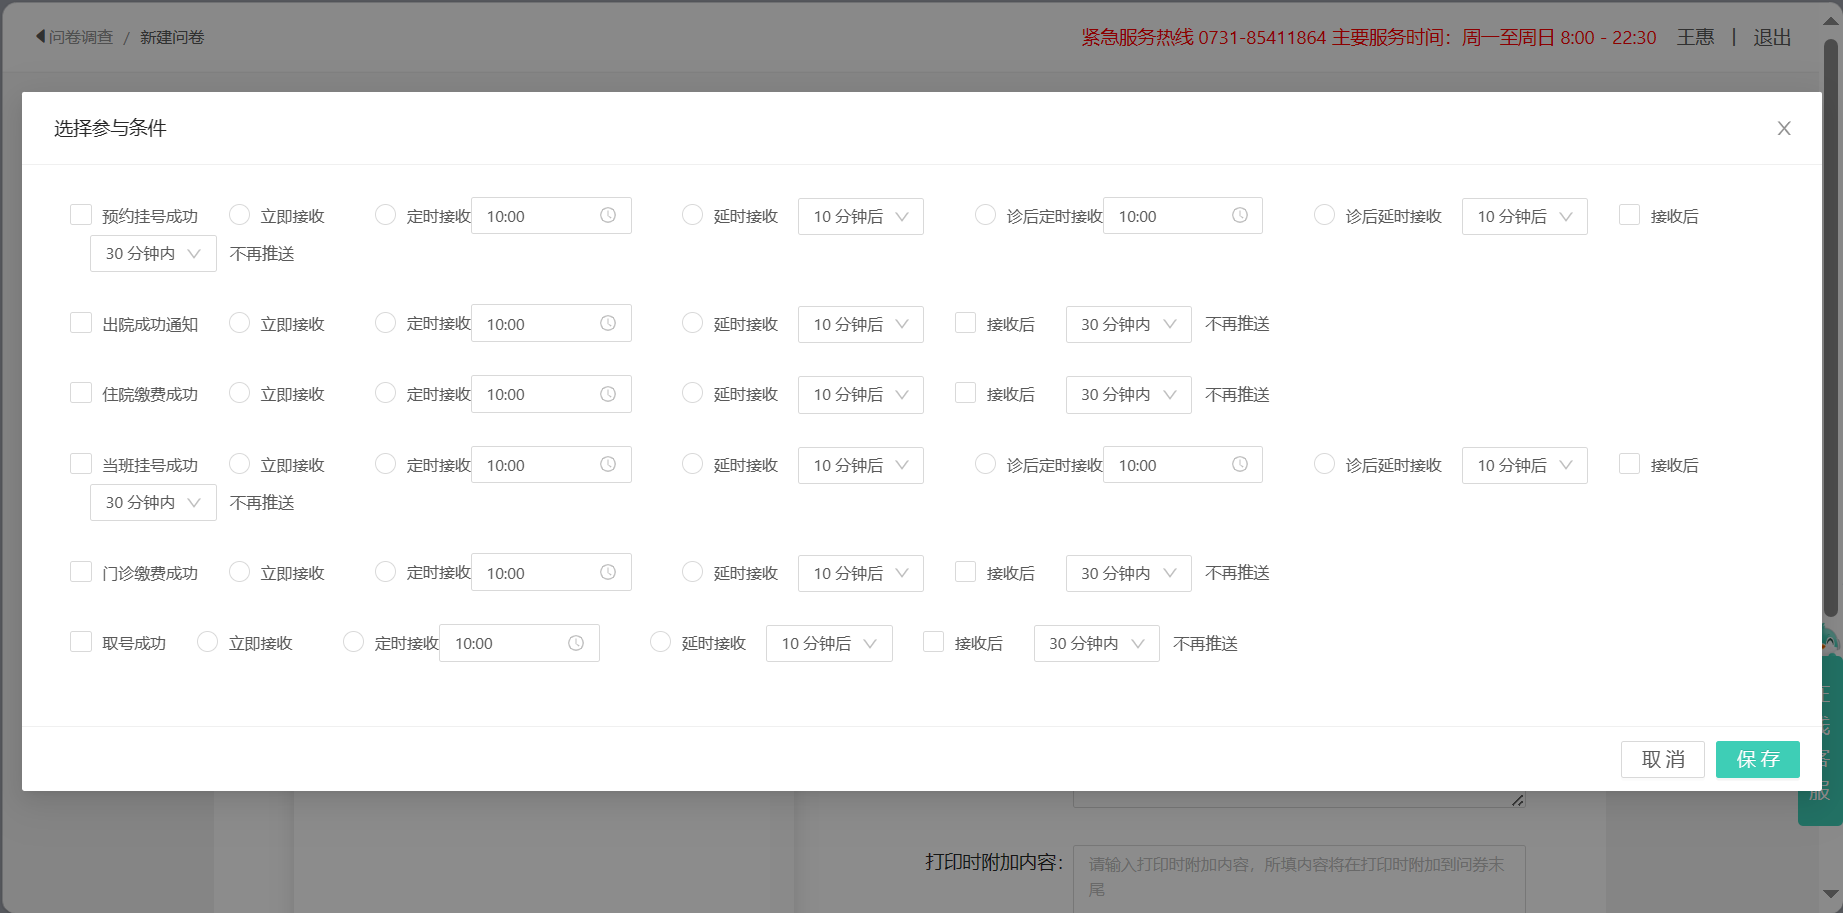 问卷调查 / 新建问卷
紧急服务热线 0731-85411864 主要服务时间：周一至周日 8:00 - 22:30 王惠 | 退出
选择参与条件
预约挂号成功 立即接收 定时接收 10:00 延时接收 10 分钟后 诊后定时接收 10:00 诊后延时接收 10 分钟后 接收后
30 分钟内 不再推送
出院成功通知 立即接收 定时接收 10:00 延时接收 10 分钟后 接收后 30 分钟内 不再推送
住院缴费成功 立即接收 定时接收 10:00 延时接收 10 分钟后 接收后 30 分钟内 不再推送
当班挂号成功 立即接收 定时接收 10:00 延时接收 10 分钟后 诊后定时接收 10:00 诊后延时接收 10 分钟后 接收后
30 分钟内 不再推送
门诊缴费成功 立即接收 定时接收 10:00 延时接收 10 分钟后 接收后 30 分钟内 不再推送
取号成功 立即接收 定时接收 10:00 延时接收 10 分钟后 接收后 30 分钟内 不再推送
取消 保存
服
打印时附加内容：
请输入打印时附加内容，所填内容将在打印时附加到问券末
尾